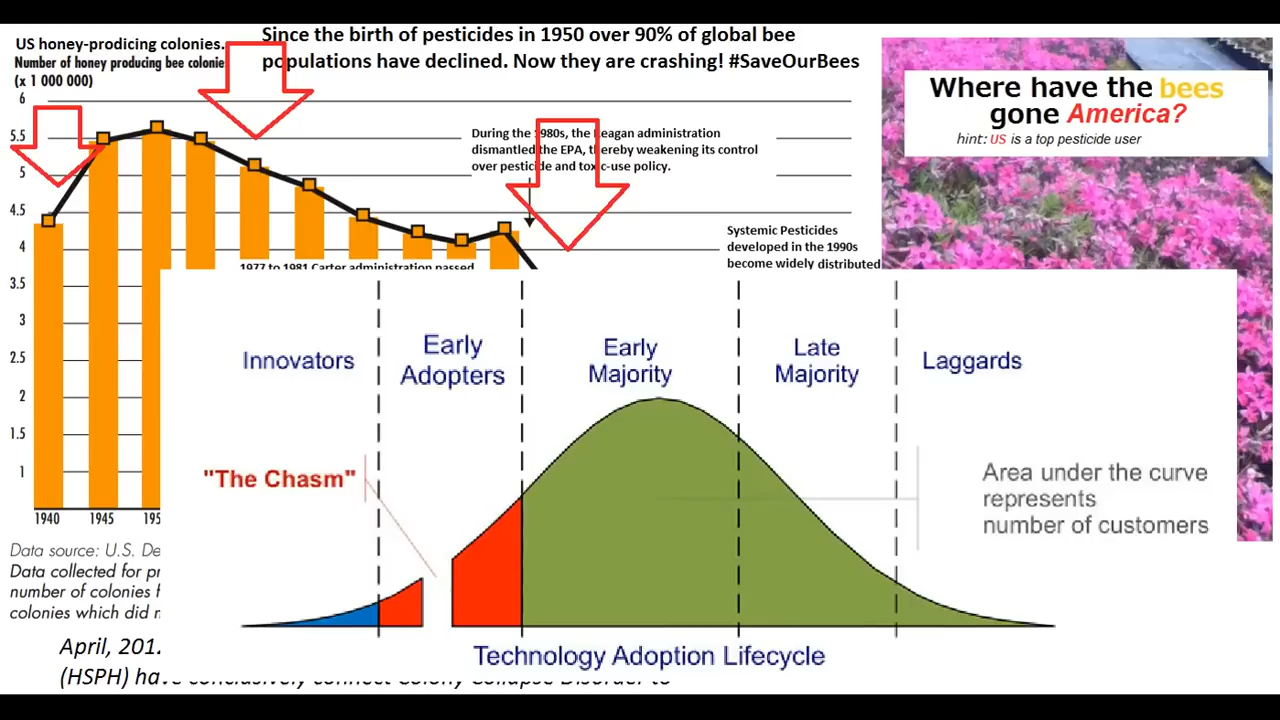 Since the birth of pesticides in 1950 over 90% of global bee
populations have declined. Now they are crashing! #SaveOurBees
US honey-prodicing colonies.
Number of honey producing bee colonie
(x 1 000 000)
6
5.5
5
4.5
4
3.5
3
2.5
2
1.5
1
1940 1945 195
During the 1980s, the Reagan administration
dismantled the EPA, thereby weakening its control
over pesticide and toxic-use policy.
Systemic Pesticides
developed in the 1990s
become widely distributed
1977 to 1981 Carter administration passed
Where have the bees
gone America?
hint: US is a top pesticide user
Innovators
Early
Adopters
Early
Majority
Late
Majority
Laggards
"The Chasm"
Area under the curve
represents
number of customers
Technology Adoption Lifecycle
Data source: U.S. De
Data collected for pr
number of colonies
colonies which did
April, 201
(HSPH) have conclusively connect Colony Collapse Disorder to